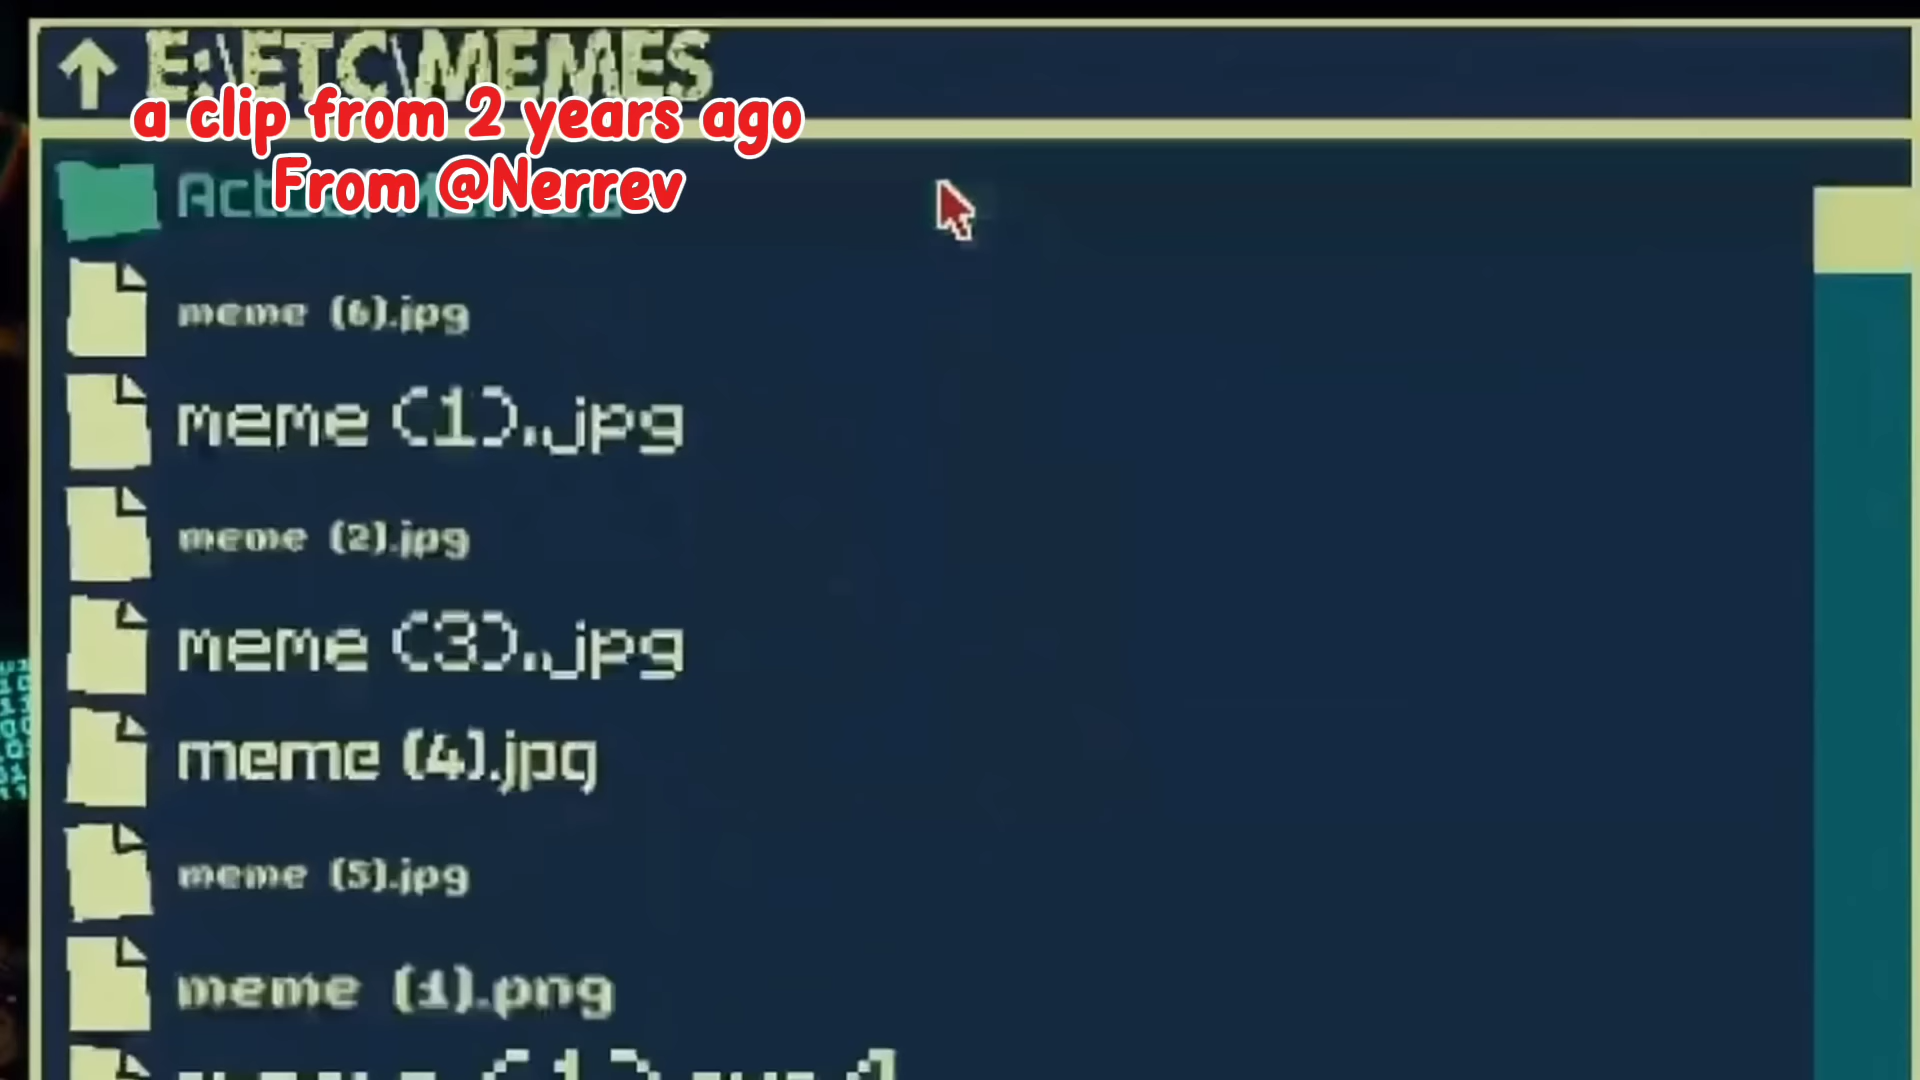 E:\ETC\MEMES
a clip from 2 years ago
From @Nerrev
meme (6).jpg
meme (1).jpg
meme (2).jpg
meme (3).jpg
meme (4).jpg
meme (5).jpg
meme (1).png